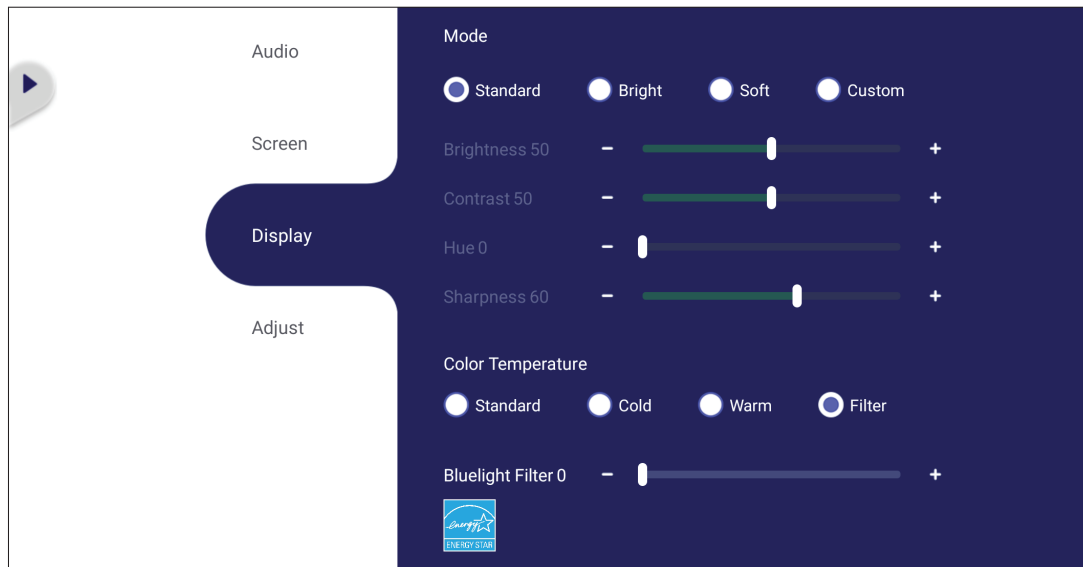 Audio
Screen
Display
Adjust
Mode
Standard Bright Soft Custom
Brightness 50 - +
Contrast 50 - +
Hue 0 - +
Sharpness 60 - +
Color Temperature
Standard Cold Warm Filter
Bluelight Filter 0 - +
energy
ENERGY STAR